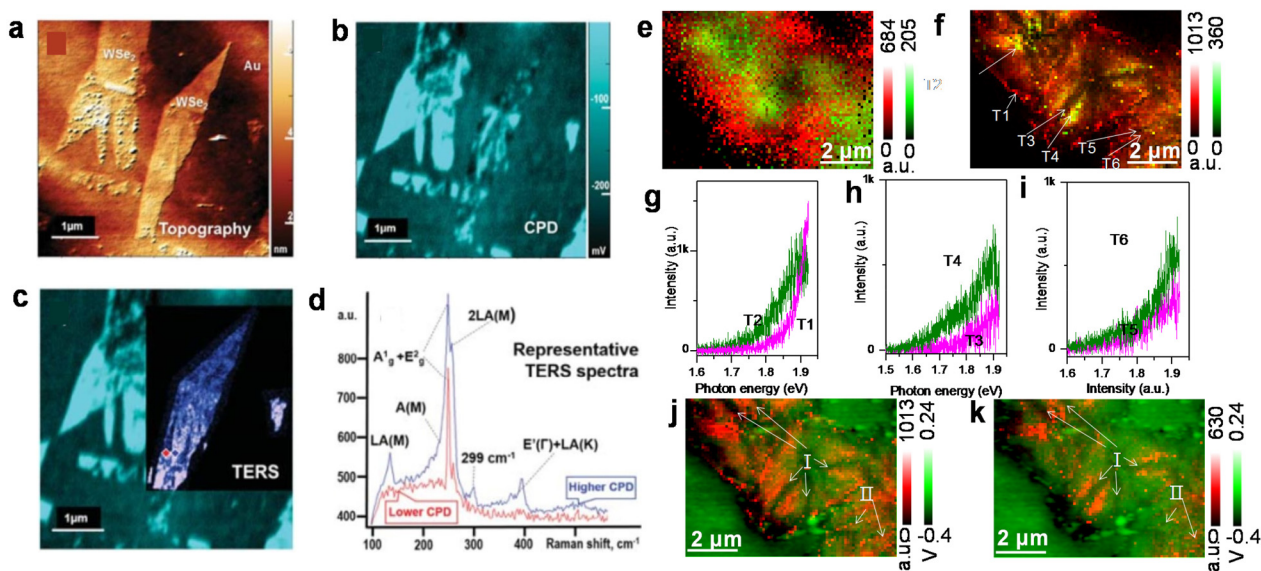 a
WSe2
Au
WSe2
4
2
1μm
Topography
nm
b
-100
-200
1μm
CPD
mV
c
TERS
1μm
d
a.u.
2LA(M)
A¹g +E²g
Representative
TERS spectra
A(M)
LA(M)
299 cm⁻¹
E'(Γ)+LA(K)
Higher CPD
Lower CPD
800
700
600
500
400
100
200
400
Raman shift, cm⁻¹
e
684
205
2 μm
0
0
a.u.
f
1013
360
T2
T1
T3
T4
T5
T6
2 μm
0
0
a.u.
g
Intensity (a.u.)
1k
0
T2
T1
1.6 1.7 1.8 1.9
Photon energy (eV)
h
1k
Intensity (a.u.)
0
T4
T3
1.5 1.6 1.7 1.8 1.9
Photon energy (eV)
i
1k
Intensity (a.u.)
0
T6
T5
1.6 1.7 1.8 1.9
Intensity (a.u.)
j
1013
0.24
I
II
2 μm
a.u.
0
-0.4
V
k
630
0.24
I
II
2 μm
a.u.
0
-0.4
V